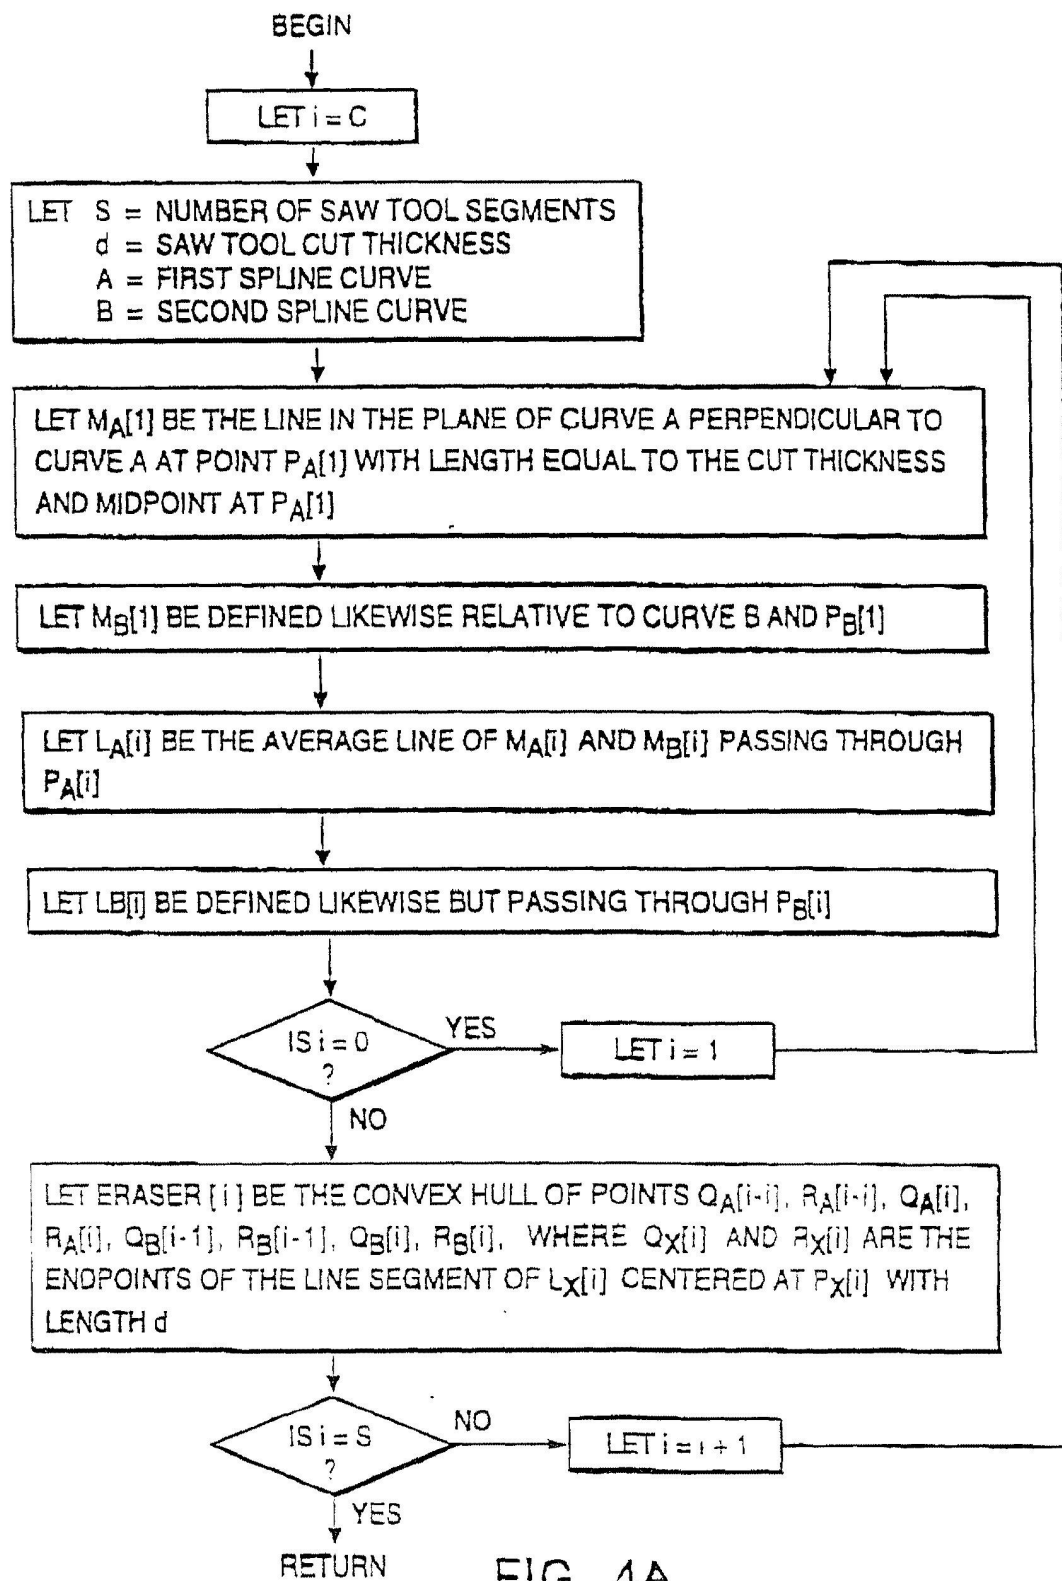 BEGIN
LET i = C
LET S = NUMBER OF SAW TOOL SEGMENTS
d = SAW TOOL CUT THICKNESS
A = FIRST SPLINE CURVE
B = SECOND SPLINE CURVE
LET MA[1] BE THE LINE IN THE PLANE OF CURVE A PERPENDICULAR TO
CURVE A AT POINT PA[1] WITH LENGTH EQUAL TO THE CUT THICKNESS
AND MIDPOINT AT PA[1]
LET MB[1] BE DEFINED LIKEWISE RELATIVE TO CURVE B AND PB[1]
LET LA[i] BE THE AVERAGE LINE OF MA[i] AND MB[i] PASSING THROUGH
PA[i]
LET LB[i] BE DEFINED LIKEWISE BUT PASSING THROUGH PB[i]
IS i = 0
?
YES
LET i = 1
NO
LET ERASER [i] BE THE CONVEX HULL OF POINTS QA[i-i], RA[i-i], QA[i],
RA[i], QB[i-1], RB[i-1], QB[i], RB[i], WHERE QX[i] AND RX[i] ARE THE
ENDPOINTS OF THE LINE SEGMENT OF LX[i] CENTERED AT PX[i] WITH
LENGTH d
IS i = S
?
NO
LET i = i + 1
YES
RETURN
FIG. 4A